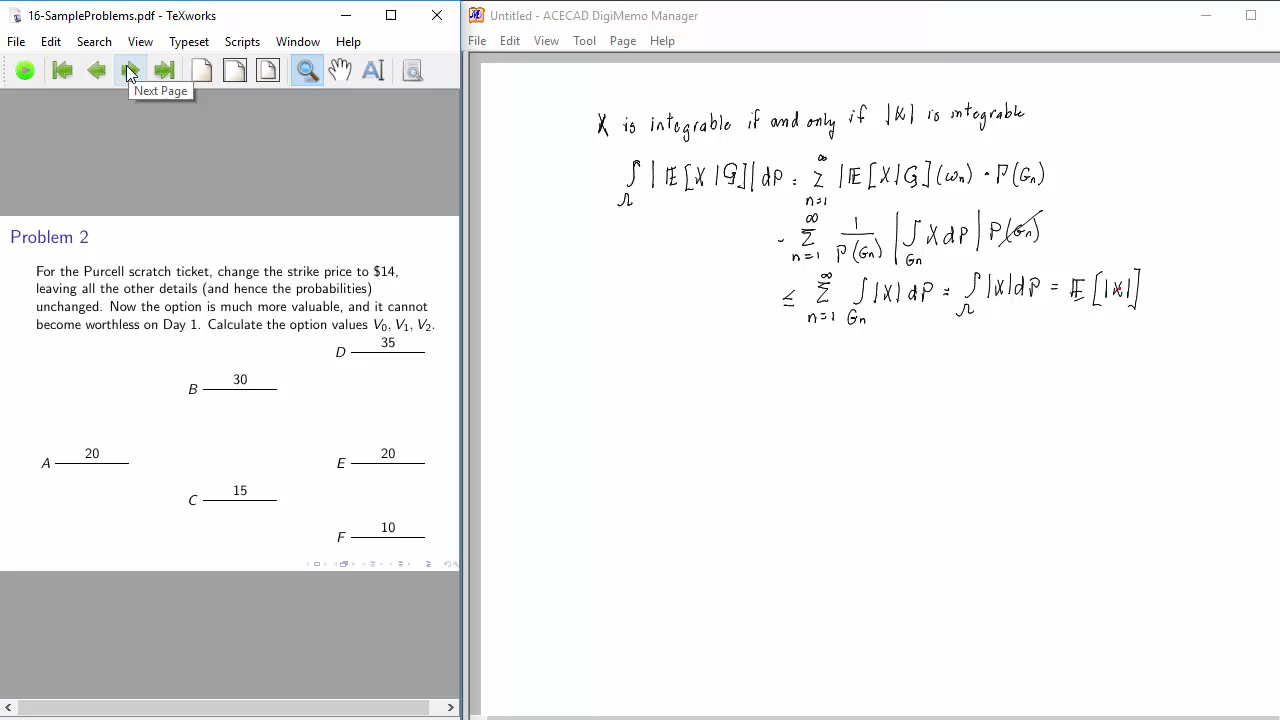 16-SampleProblems.pdf - TeXworks
File Edit Search View Typeset Scripts Window Help
Next Page
Problem 2
For the Purcell scratch ticket, change the strike price to $14,
leaving all the other details (and hence the probabilities)
unchanged. Now the option is much more valuable, and it cannot
become worthless on Day 1. Calculate the option values V₀, V₁, V₂.
D 35
B 30
A 20
E 20
C 15
F 10
Untitled - ACECAD DigiMemo Manager
File Edit View Tool Page Help
X is integrable if and only if |X| is integrable
∫_Ω |𝔼[X|𝒢]| dP = ∑_{n=1}^∞ |𝔼[X|𝒢](ωn) · P(Gn)
= ∑_{n=1}^∞ 1/P(Gn) |∫_{Gn} X dP| P(Gn)
≤ ∑_{n=1}^∞ ∫_{Gn} |X| dP = ∫_Ω |X| dP = 𝔼[|X|]